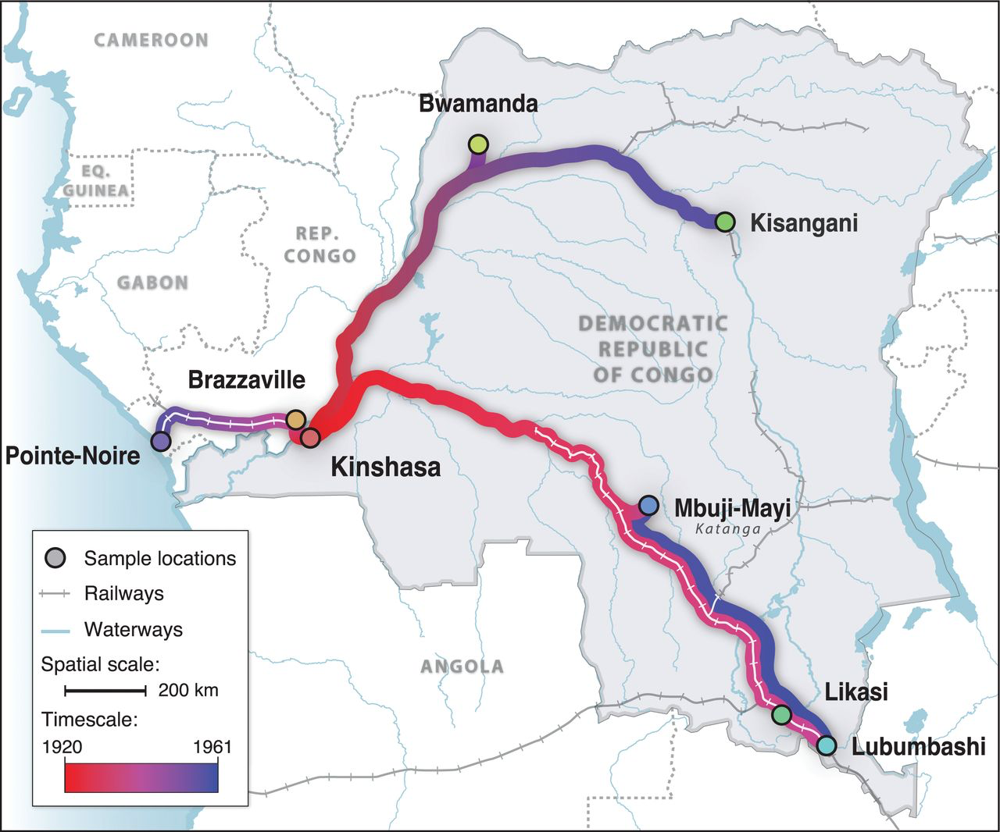 CAMEROON
Bwamanda
EQ.
GUINEA
Kisangani
REP.
CONGO
GABON
DEMOCRATIC
REPUBLIC
OF CONGO
Brazzaville
Pointe-Noire
Kinshasa
Mbuji-Mayi
Katanga
Sample locations
Railways
Waterways
Spatial scale:
200 km
Timescale:
1920 1961
ANGOLA
Likasi
Lubumbashi